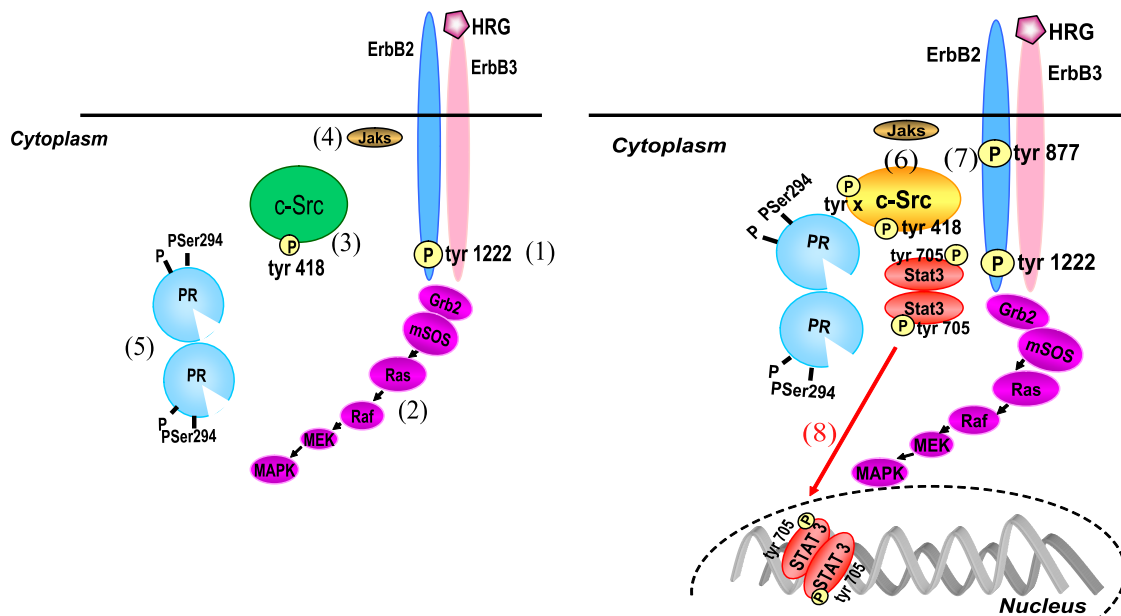 HRG
ErbB2
ErbB3
Cytoplasm
(4)
Jaks
c-Src
P
(3)
tyr 418
P
tyr 1222
(1)
PSer294
P
PR
(5)
PR
P
PSer294
Grb2
mSOS
Ras
(2)
Raf
MEK
MAPK
HRG
ErbB2
ErbB3
Cytoplasm
Jaks
(6)
(7)
P
tyr 877
P
tyr x
c-Src
P
tyr 418
PSer294
P
PR
PR
P
PSer294
tyr 705
P
Stat3
Stat3
P
tyr 705
P
tyr 1222
Grb2
mSOS
Ras
Raf
MEK
MAPK
(8)
tyr 705
P
STAT 3
STAT 3
P
tyr 705
Nucleus